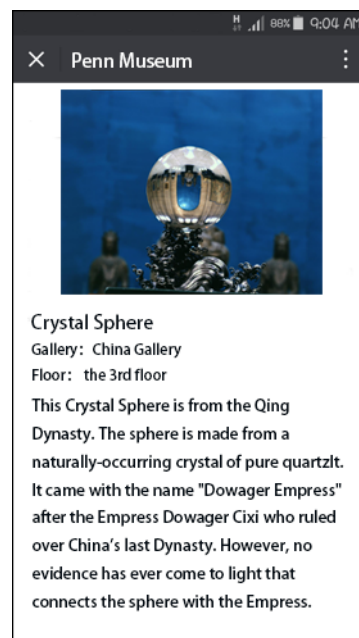 H 88% 9:04 AM
× Penn Museum
Crystal Sphere
Gallery: China Gallery
Floor: the 3rd floor
This Crystal Sphere is from the Qing
Dynasty. The sphere is made from a
naturally-occurring crystal of pure quartzlt.
It came with the name "Dowager Empress"
after the Empress Dowager Cixi who ruled
over China's last Dynasty. However, no
evidence has ever come to light that
connects the sphere with the Empress.